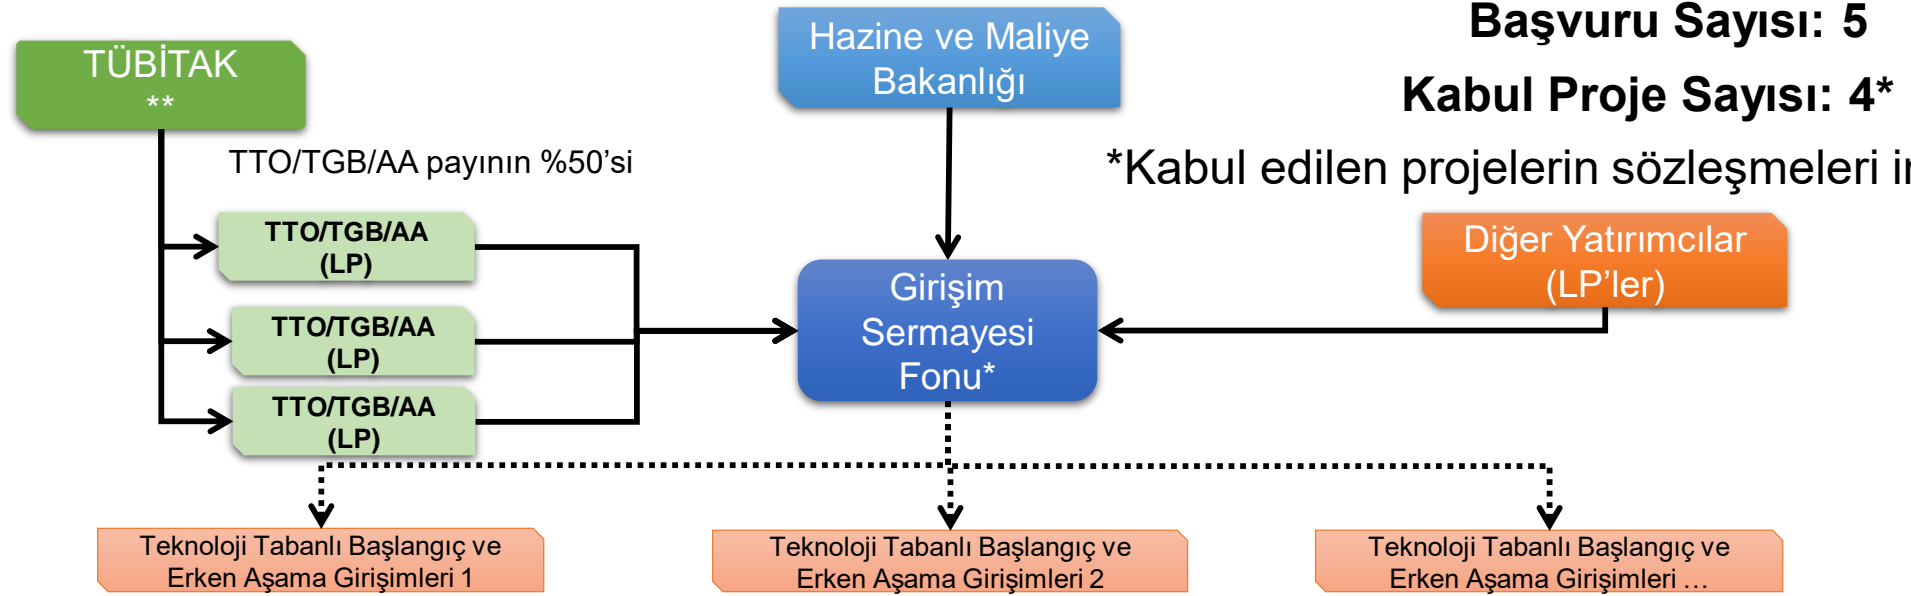 TÜBİTAK
**
Hazine ve Maliye
Bakanlığı
Başvuru Sayısı: 5
Kabul Proje Sayısı: 4*
TTO/TGB/AA payının %50’si
*Kabul edilen projelerin sözleşmeleri
TTO/TGB/AA
(LP)
TTO/TGB/AA
(LP)
TTO/TGB/AA
(LP)
Girişim
Sermayesi
Fonu*
Diğer Yatırımcılar
(LP’ler)
Teknoloji Tabanlı Başlangıç ve
Erken Aşama Girişimleri 1
Teknoloji Tabanlı Başlangıç ve
Erken Aşama Girişimleri 2
Teknoloji Tabanlı Başlangıç ve
Erken Aşama Girişimleri …